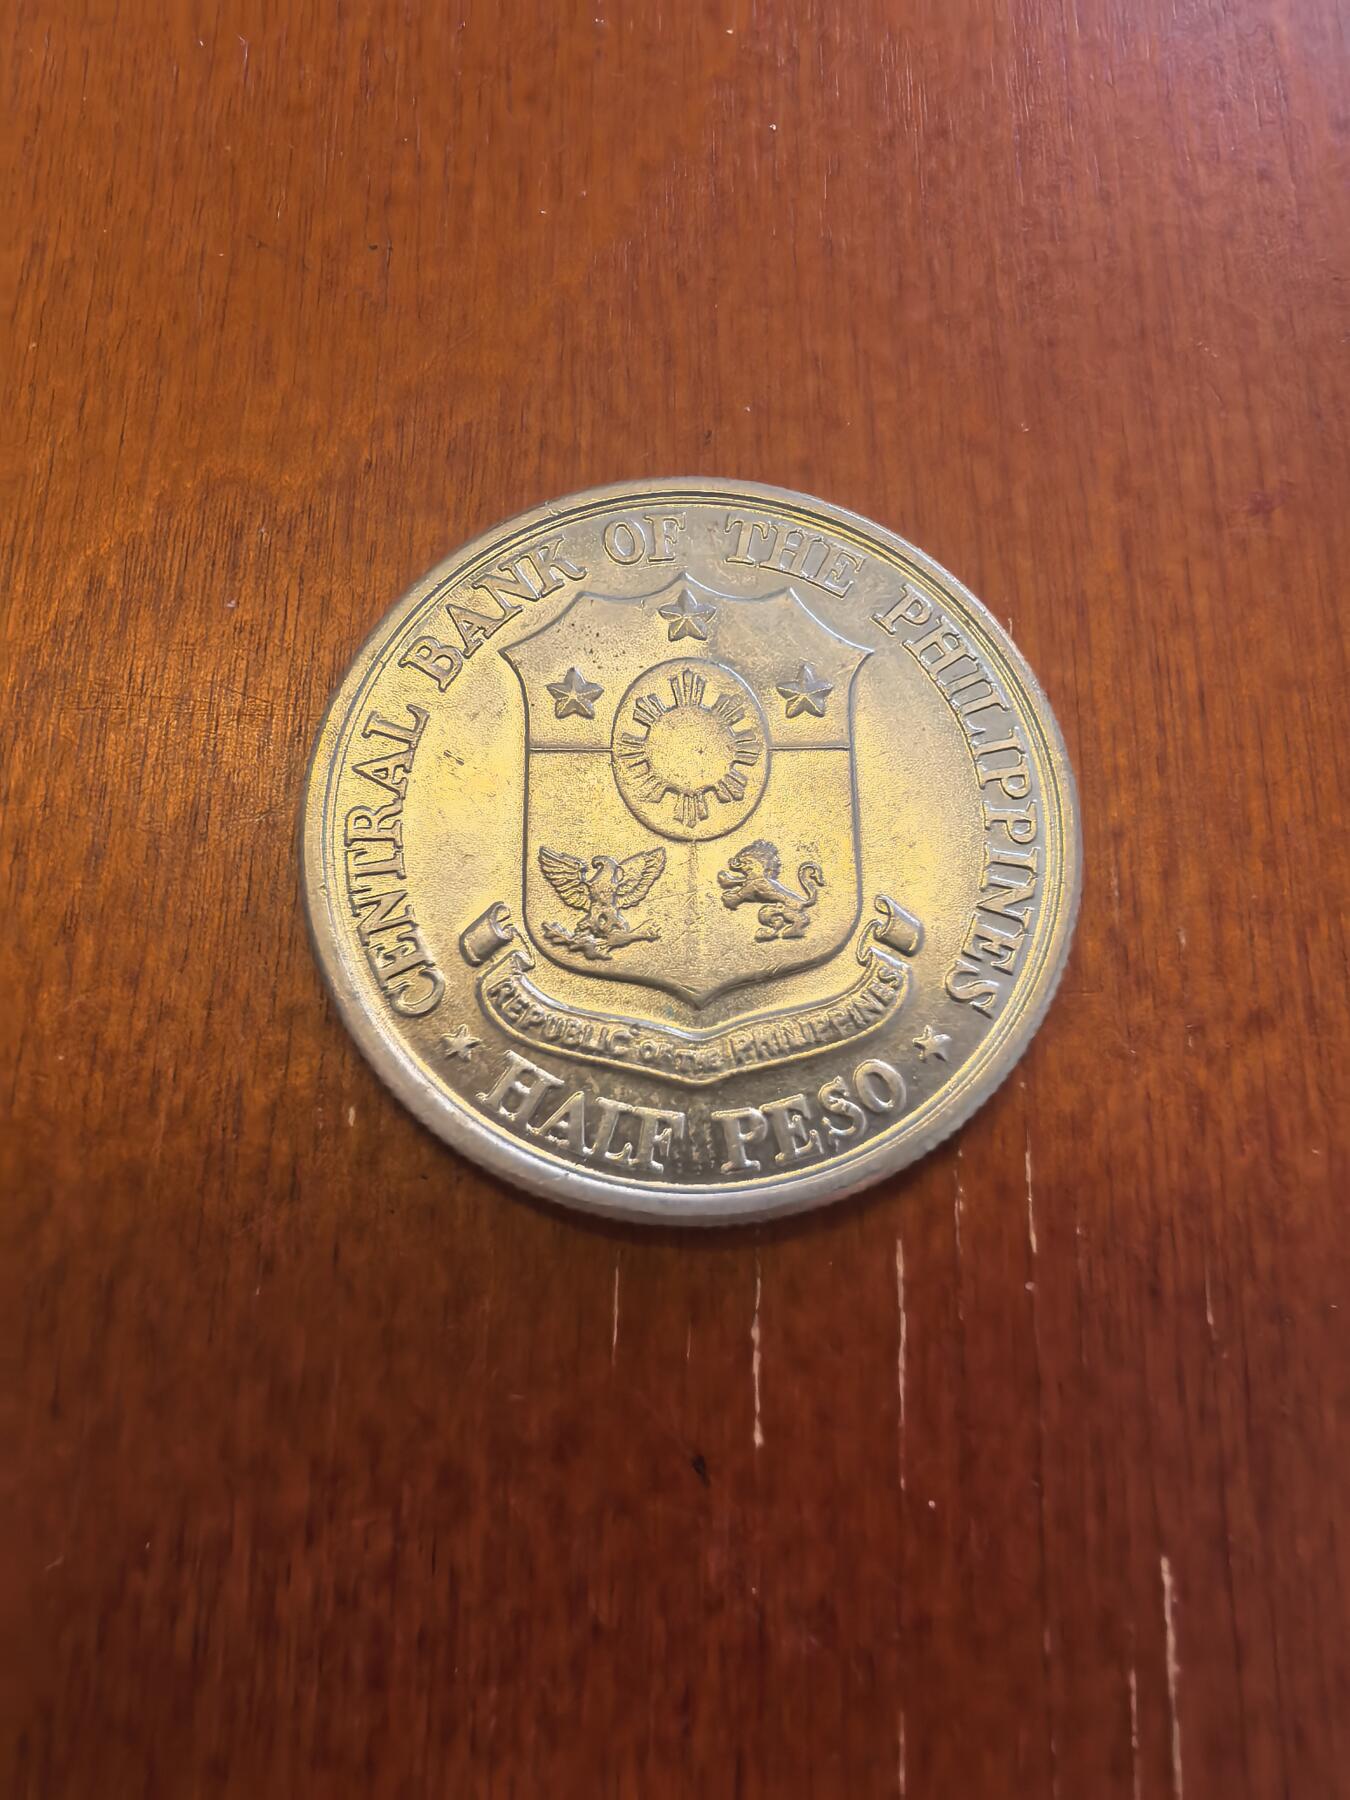 CENTRAL BANK OF THE PHILIPPINES
REPUBLIC OF THE PHILIPPINES
HALF PESO